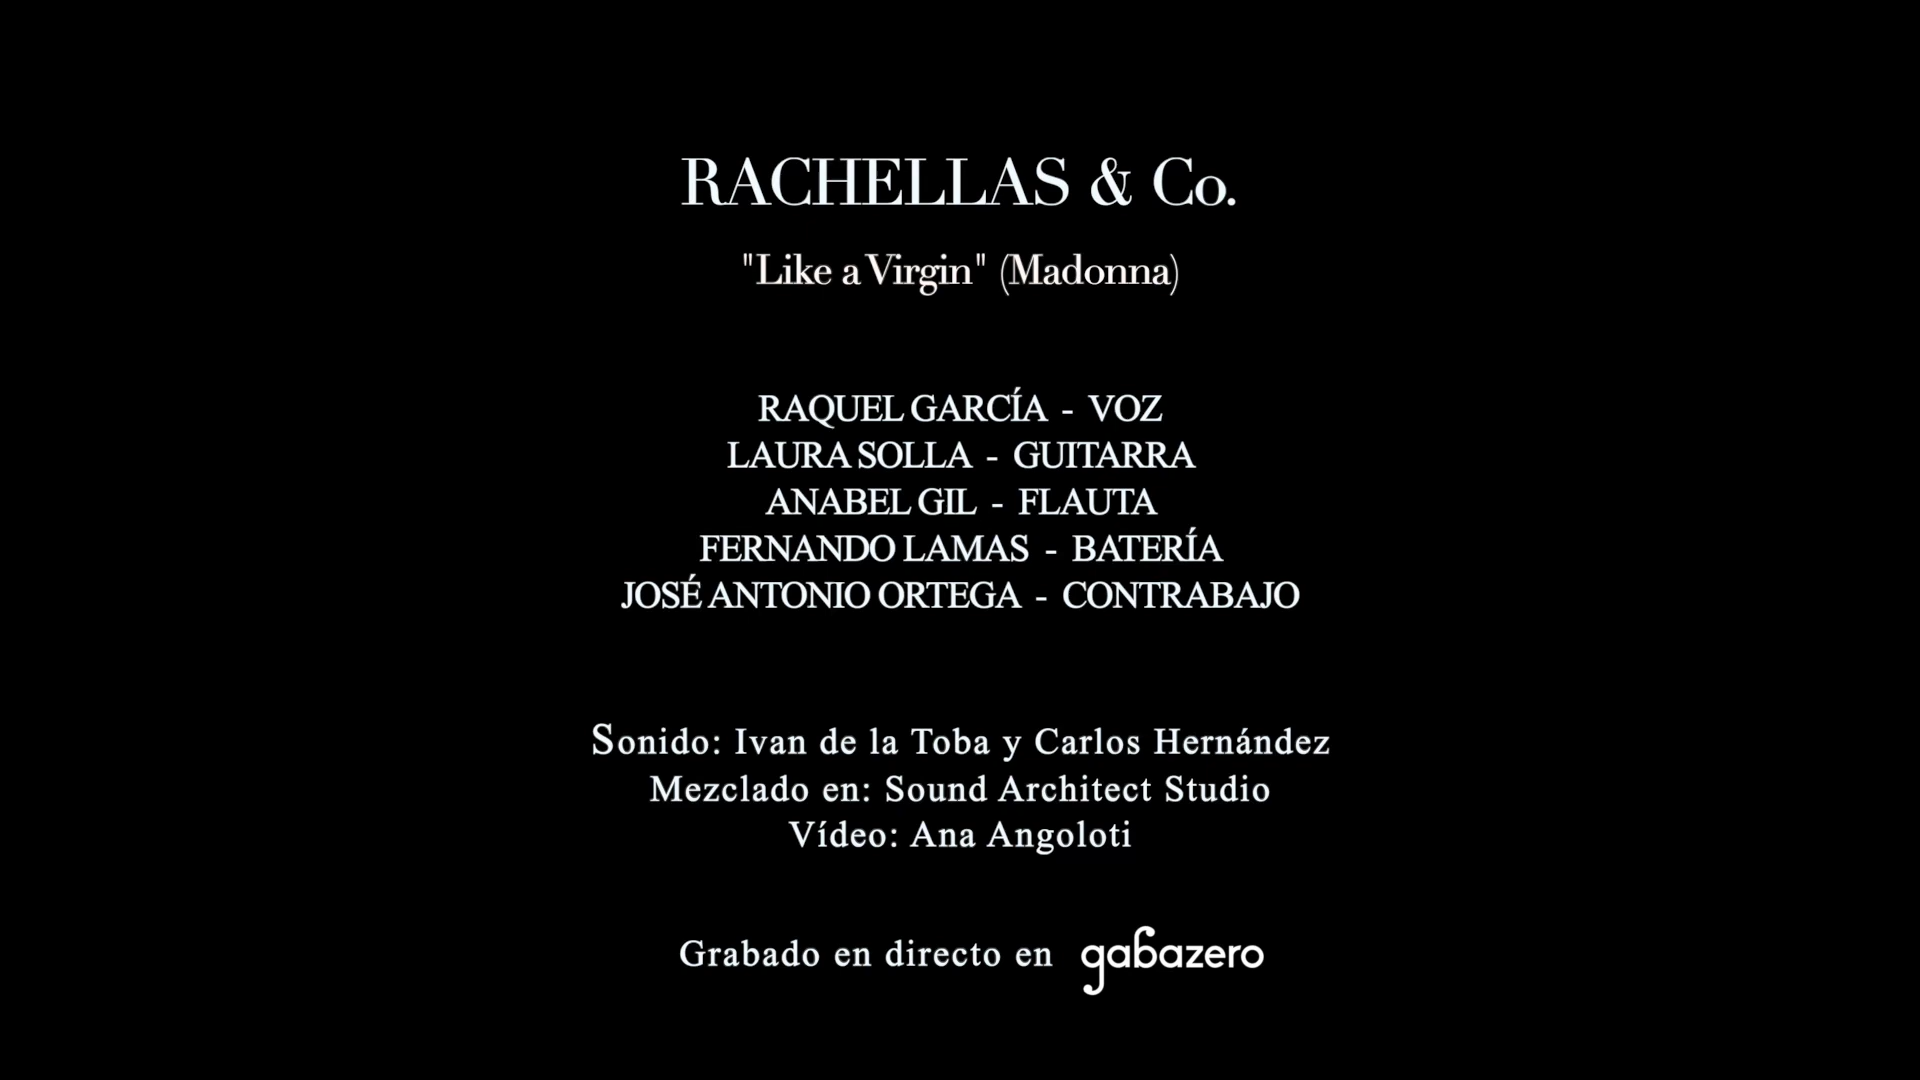 RACHELLAS & Co.
"Like a Virgin" (Madonna)
RAQUEL GARCÍA - VOZ
LAURA SOLLA - GUITARRA
ANABEL GIL - FLAUTA
FERNANDO LAMAS - BATERÍA
JOSÉ ANTONIO ORTEGA - CONTRABAJO
Sonido: Ivan de la Toba y Carlos Hernández
Mezclado en: Sound Architect Studio
Vídeo: Ana Angoloti
Grabado en directo en gabazero